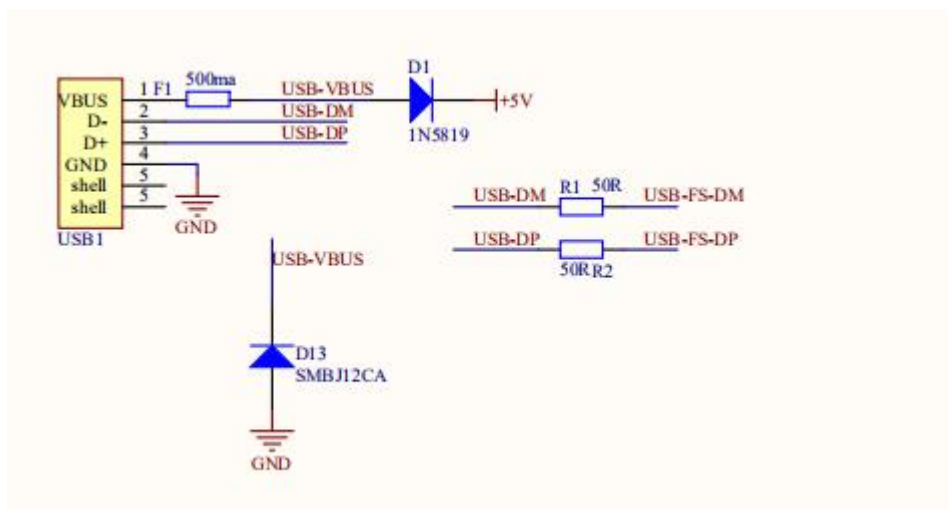 D1
500ma
1 F1
USB-VBUS
VBUS
+5V
2
USB-DM
D-
1N5819
3
USB-DP
D+
4
GND
5
shell
5
shell
R1 50R
USB-DM
USB-FS-DM
GND
USB1
USB-DP
USB-FS-DP
USB-VBUS
50R R2
D13
SMBJ12CA
GND